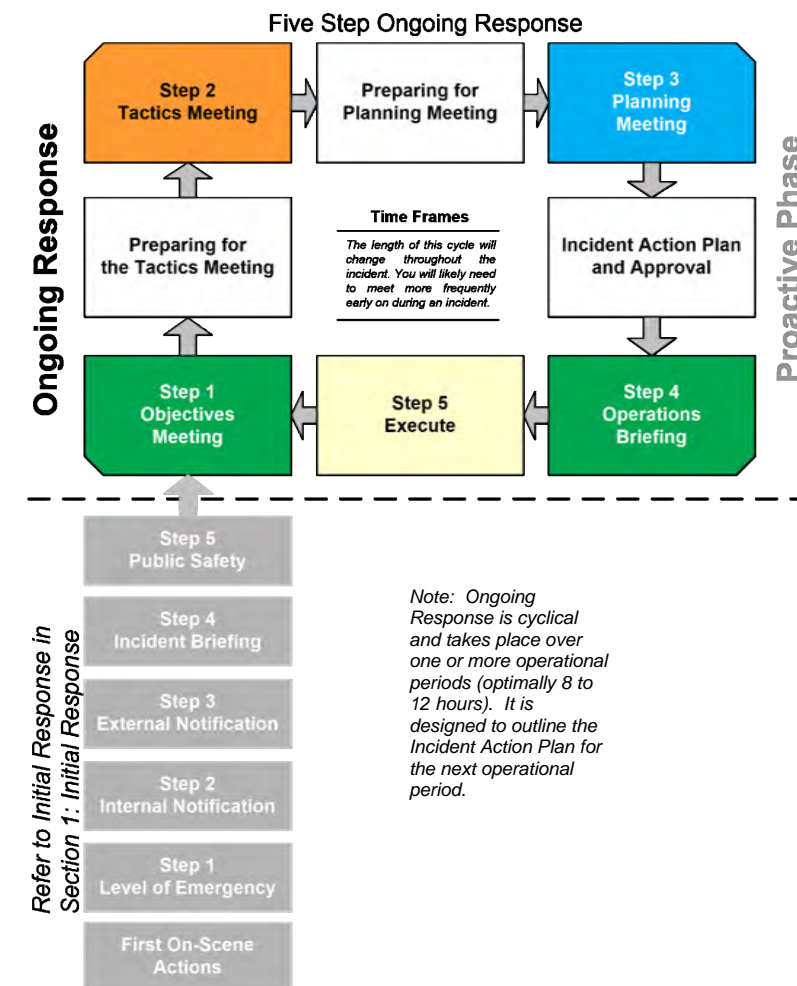 Five Step Ongoing Response
Ongoing Response
Proactive Phase
Step 2
Tactics Meeting
Preparing for
Planning Meeting
Step 3
Planning
Meeting
Preparing for
the Tactics Meeting
Time Frames
The length of this cycle will
change throughout the
incident. You will likely need
to meet more frequently
early on during an incident.
Incident Action Plan
and Approval
Step 1
Objectives
Meeting
Step 5
Execute
Step 4
Operations
Briefing
Refer to Initial Response in
Section 1: Initial Response
Step 5
Public Safety
Step 4
Incident Briefing
Step 3
External Notification
Step 2
Internal Notification
Step 1
Level of Emergency
First On-Scene
Actions
Note: Ongoing
Response is cyclical
and takes place over
one or more operational
periods (optimally 8 to
12 hours). It is
designed to outline the
Incident Action Plan for
the next operational
period.